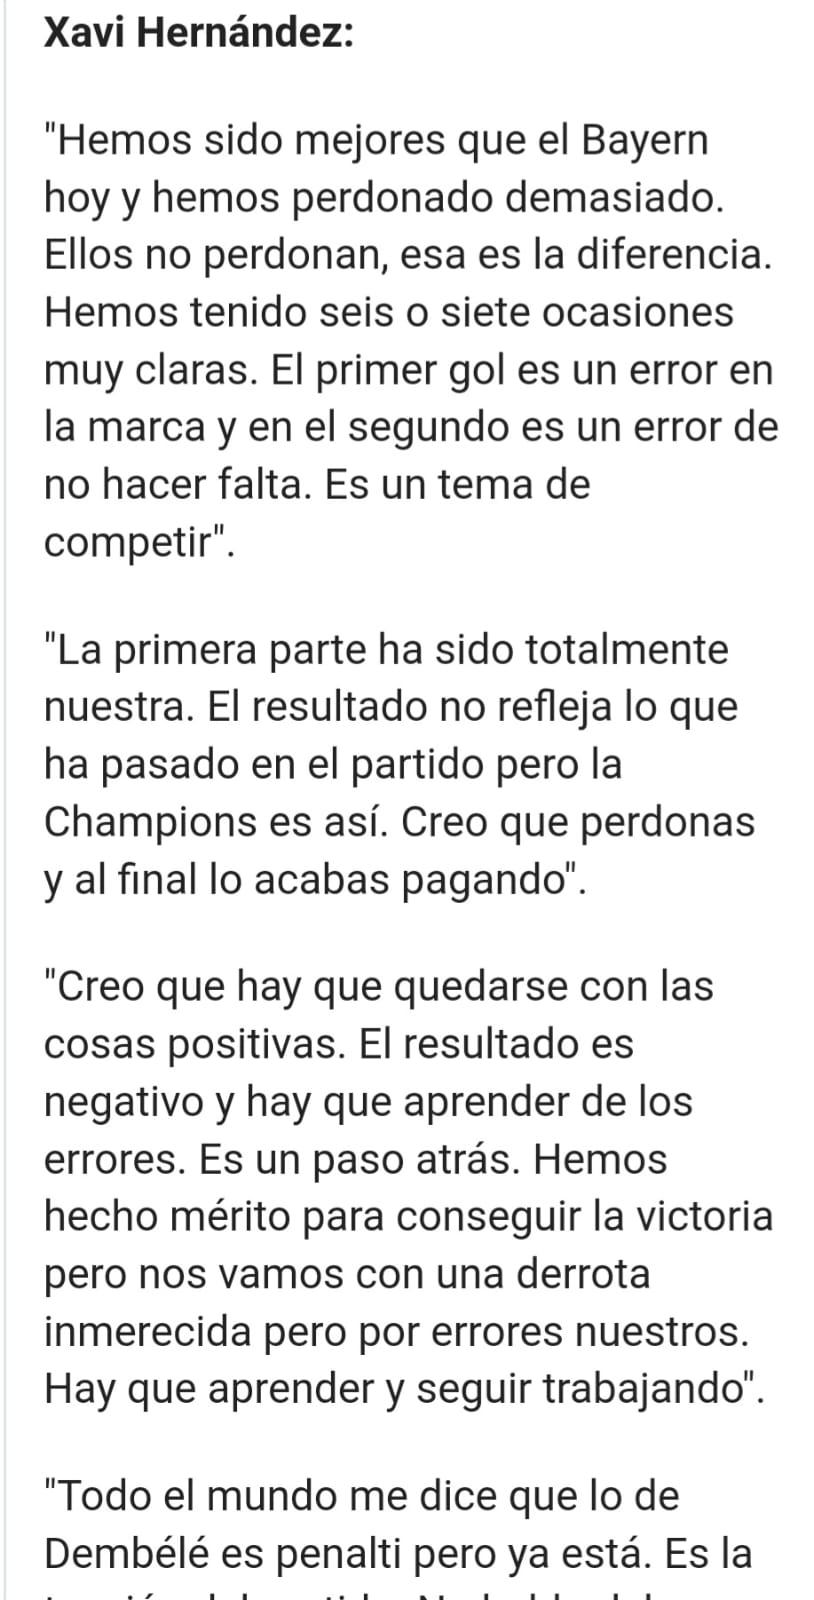 Xavi Hernández:
"Hemos sido mejores que el Bayern
hoy y hemos perdonado demasiado.
Ellos no perdonan, esa es la diferencia.
Hemos tenido seis o siete ocasiones
muy claras. El primer gol es un error en
la marca y en el segundo es un error de
no hacer falta. Es un tema de
competir".
"La primera parte ha sido totalmente
nuestra. El resultado no refleja lo que
ha pasado en el partido pero la
Champions es así. Creo que perdonas
y al final lo acabas pagando".
"Creo que hay que quedarse con las
cosas positivas. El resultado es
negativo y hay que aprender de los
errores. Es un paso atrás. Hemos
hecho mérito para conseguir la victoria
pero nos vamos con una derrota
inmerecida pero por errores nuestros.
Hay que aprender y seguir trabajando".
"Todo el mundo me dice que lo de
Dembélé es penalti pero ya está. Es la